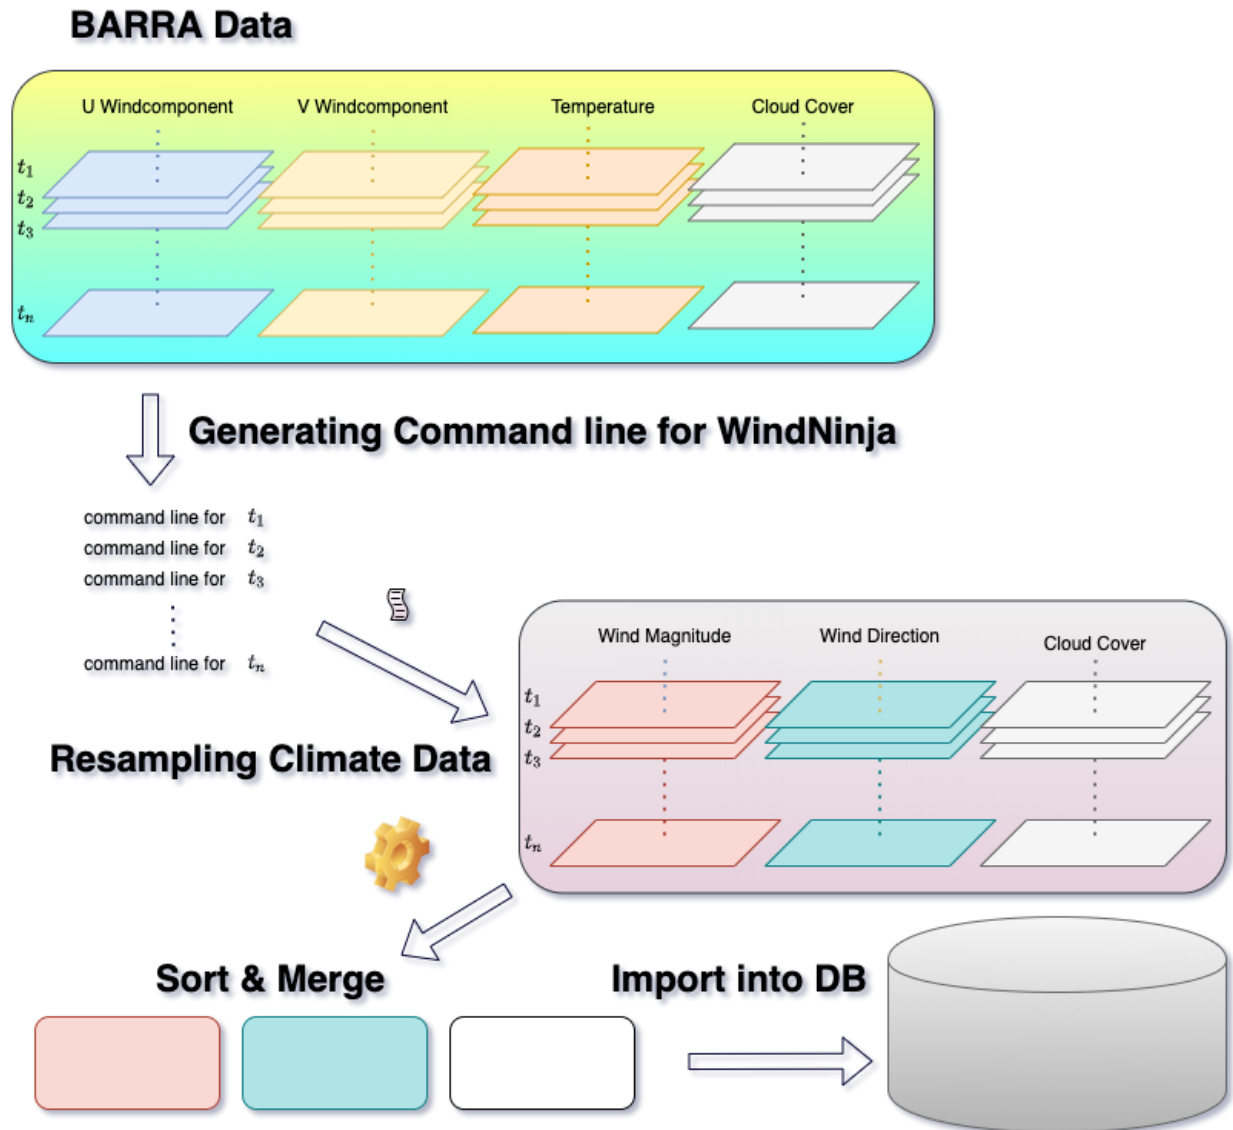 BARRA Data
U Windcomponent
V Windcomponent
Temperature
Cloud Cover
t₁
t₂
t₃
tₙ
Generating Command line for WindNinja
command line for t₁
command line for t₂
command line for t₃
command line for tₙ
Wind Magnitude
Wind Direction
Cloud Cover
t₁
t₂
t₃
tₙ
Resampling Climate Data
Sort & Merge
Import into DB